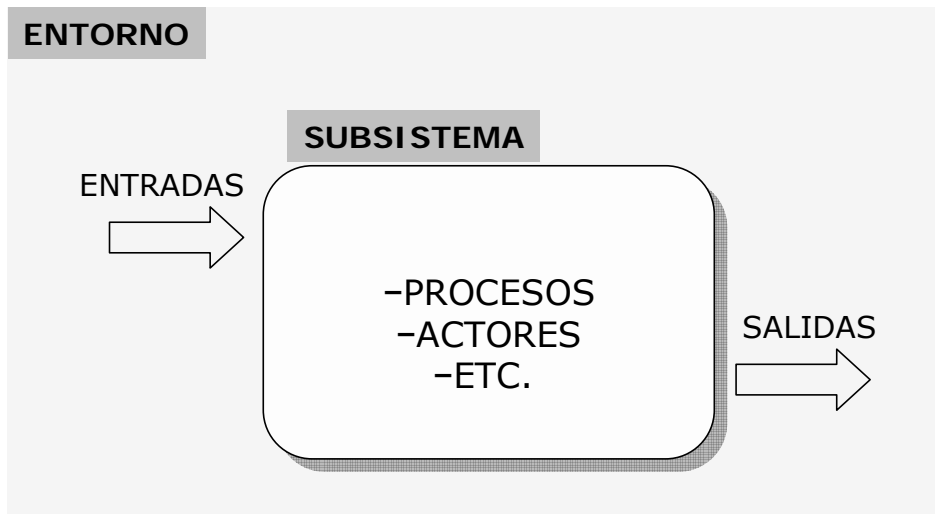 ENTORNO
SUBSISTEMA
ENTRADAS
-PROCESOS
-ACTORES
-ETC.
SALIDAS